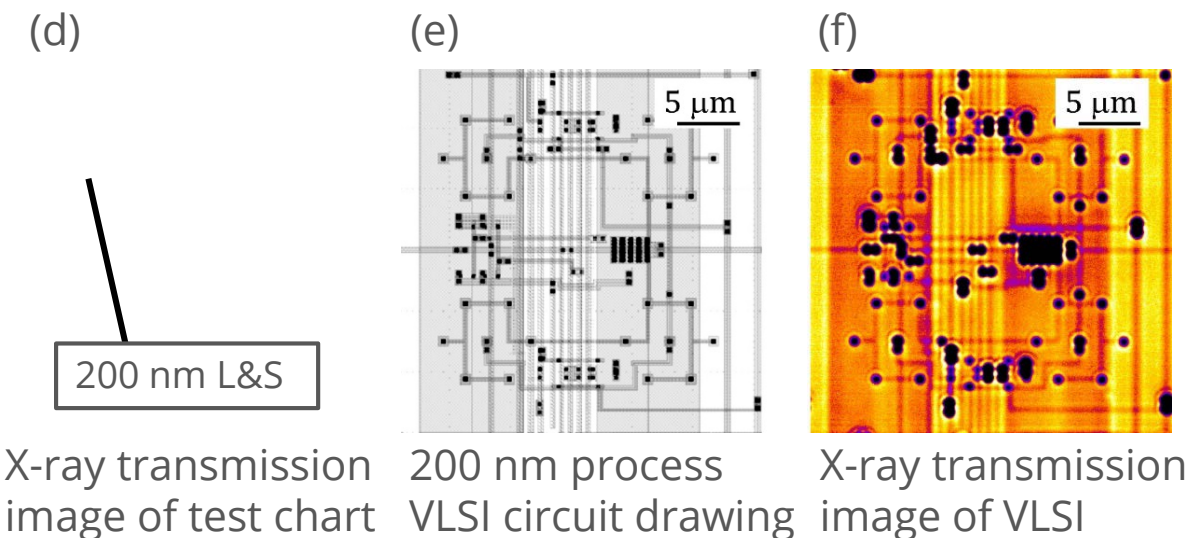 (d)
(e)
(f)
5 μm
5 μm
200 nm L&S
X-ray transmission
image of test chart
200 nm process
VLSI circuit drawing
X-ray transmission
image of VLSI